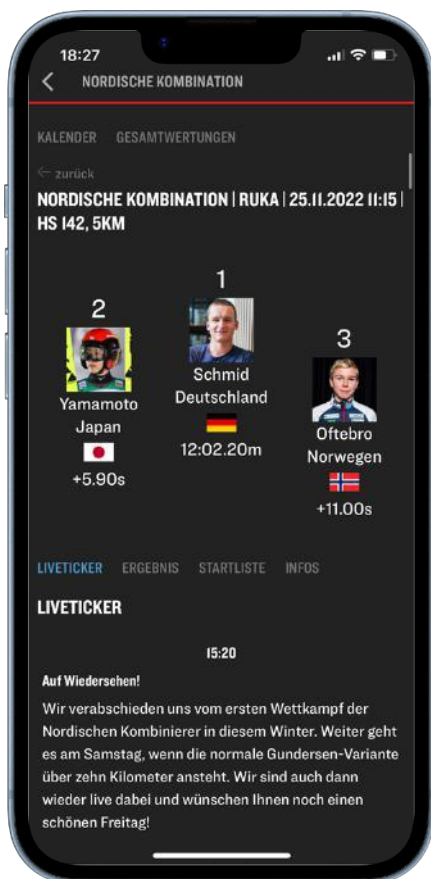 18:27
NORDISCHE KOMBINATION
KALENDER GESAMTWERTUNGEN
← zurück
NORDISCHE KOMBINATION | RUKA | 25.11.2022 11:15 |
HS 142, 5KM
1
Schmid
Deutschland
12:02.20m
2
Yamamoto
Japan
+5.90s
3
Oftebro
Norwegen
+11.00s
LIVETICKER ERGEBNIS STARTLISTE INFOS
LIVETICKER
15:20
Auf Wiedersehen!
Wir verabschieden uns vom ersten Wettkampf der
Nordischen Kombinierer in diesem Winter. Weiter geht
es am Samstag, wenn die normale Gundersen-Variante
über zehn Kilometer ansteht. Wir sind auch dann
wieder live dabei und wünschen Ihnen noch einen
schönen Freitag!